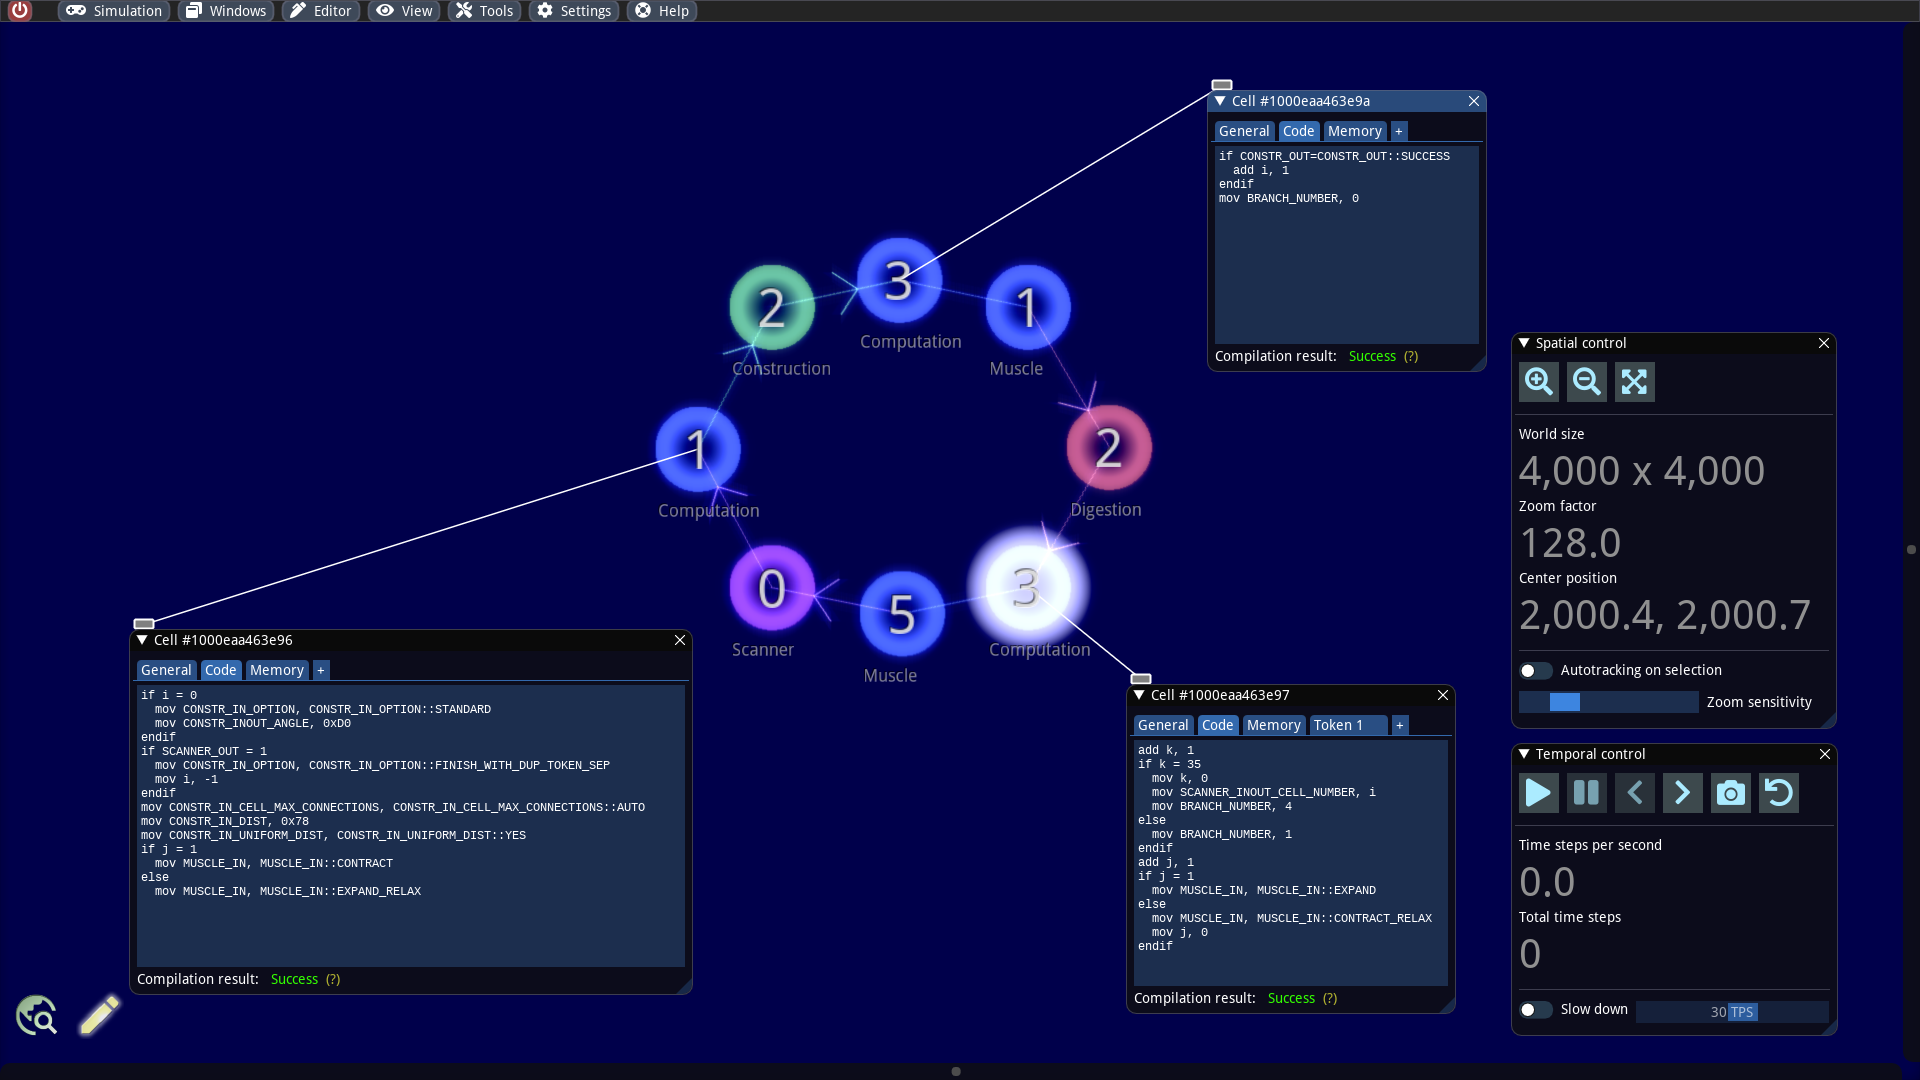 Simulation
Windows
Editor
View
Tools
Settings
Help
Cell #1000eaa463e9a
General
Code
Memory
+
if CONSTR_OUT=CONSTR_OUT::SUCCESS
  add i, 1
endif
mov BRANCH_NUMBER, 0
Compilation result: Success (?)
3
Computation
2
Construction
1
Muscle
1
Computation
2
Digestion
0
Scanner
5
Muscle
3
Computation
Cell #1000eaa463e96
General
Code
Memory
+
if i = 0
  mov CONSTR_IN_OPTION, CONSTR_IN_OPTION::STANDARD
  mov CONSTR_INOUT_ANGLE, 0xD0
endif
if SCANNER_OUT = 1
  mov CONSTR_IN_OPTION, CONSTR_IN_OPTION::FINISH_WITH_DUP_TOKEN_SEP
  mov i, -1
endif
mov CONSTR_IN_CELL_MAX_CONNECTIONS, CONSTR_IN_CELL_MAX_CONNECTIONS::AUTO
mov CONSTR_IN_DIST, 0x78
mov CONSTR_IN_UNIFORM_DIST, CONSTR_IN_UNIFORM_DIST::YES
if j = 1
  mov MUSCLE_IN, MUSCLE_IN::CONTRACT
else
  mov MUSCLE_IN, MUSCLE_IN::EXPAND_RELAX
Compilation result: Success (?)
Cell #1000eaa463e97
General
Code
Memory
Token 1
+
add k, 1
if k = 35
  mov k, 0
  mov SCANNER_INOUT_CELL_NUMBER, i
  mov BRANCH_NUMBER, 4
else
  mov BRANCH_NUMBER, 1
endif
add j, 1
if j = 1
  mov MUSCLE_IN, MUSCLE_IN::EXPAND
else
  mov MUSCLE_IN, MUSCLE_IN::CONTRACT_RELAX
  mov j, 0
endif
Compilation result: Success (?)
Spatial control
World size
4,000 x 4,000
Zoom factor
128.0
Center position
2,000.4, 2,000.7
Autotracking on selection
Zoom sensitivity
Temporal control
Time steps per second
0.0
Total time steps
0
Slow down
30 TPS